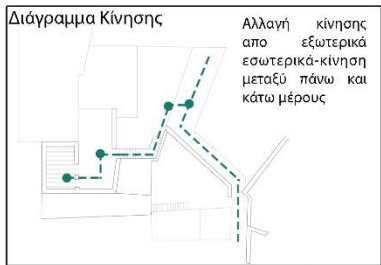 Διάγραμμα Κίνησης
Αλλαγή κίνησης
απο εξωτερικά
εσωτερικά-κίνηση
μεταξύ πάνω και
κάτω μέρους